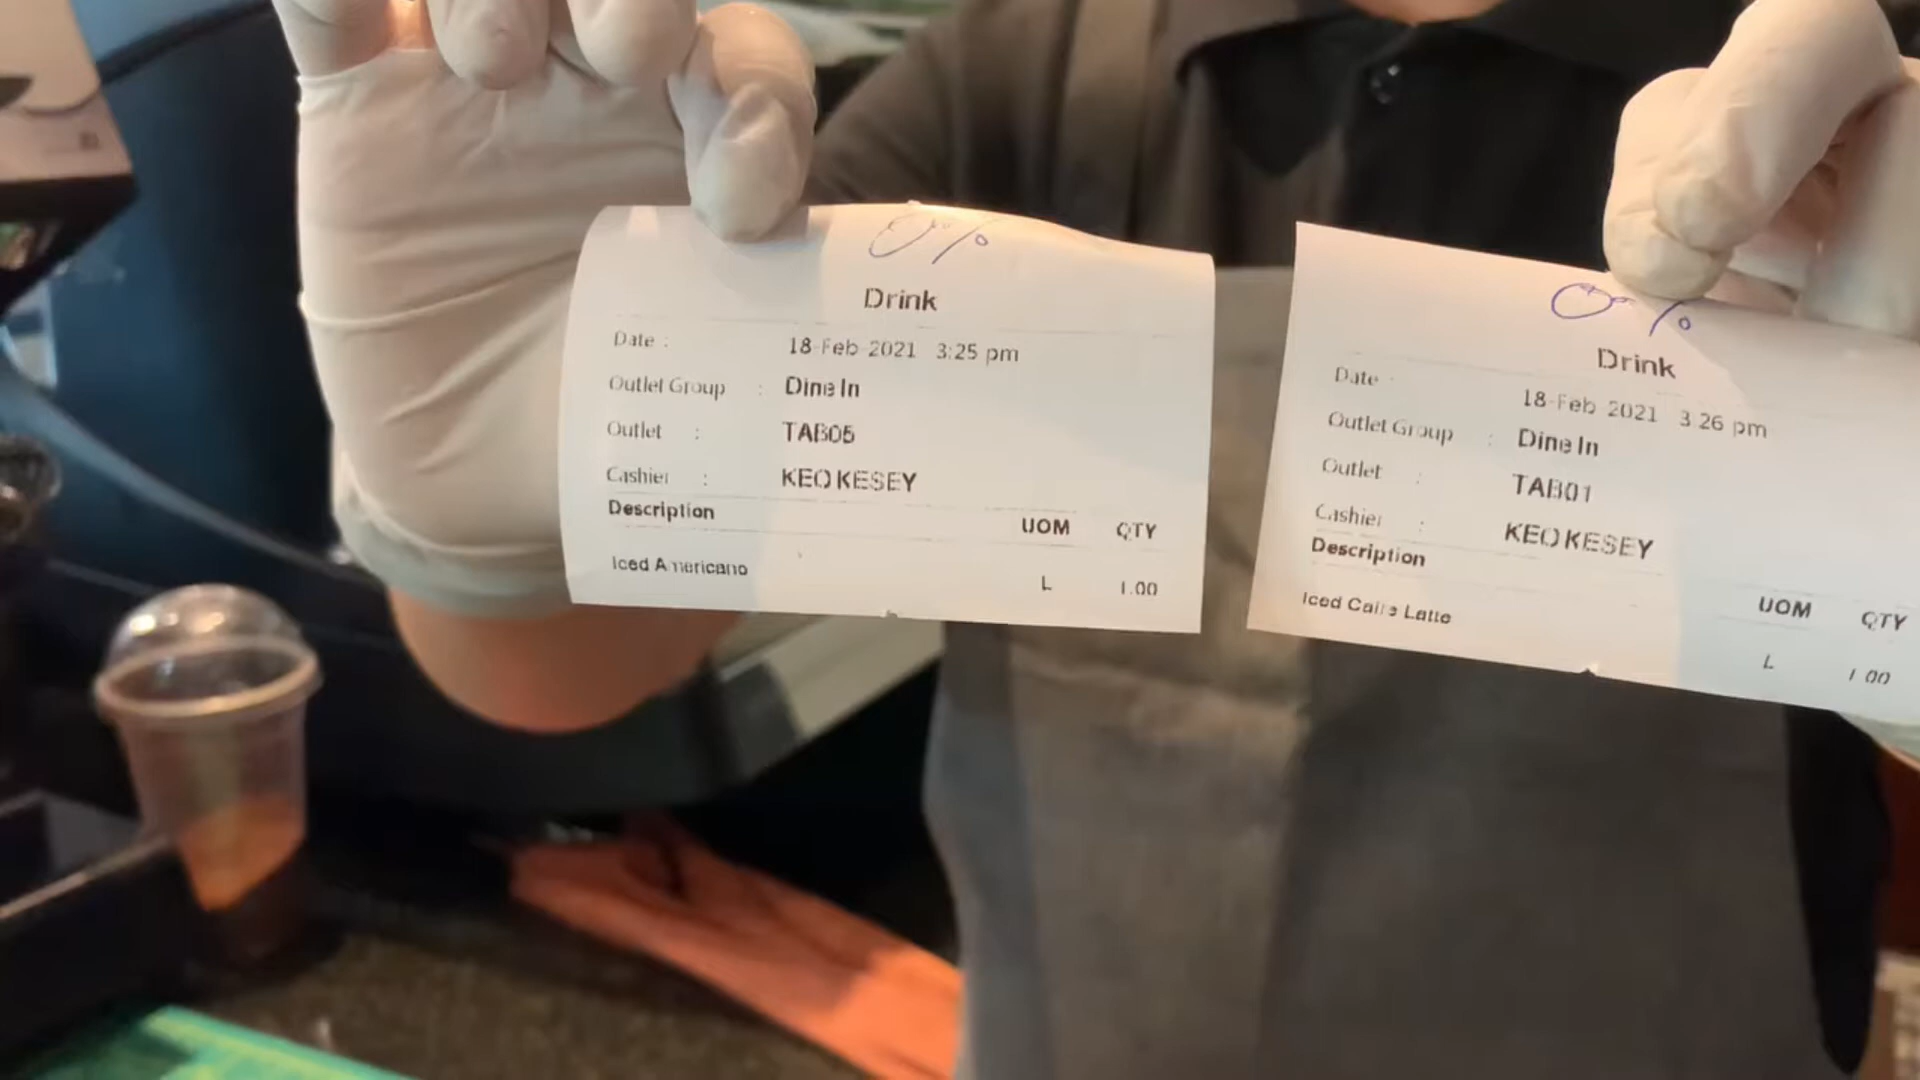 0%
Drink
Date : 18-Feb-2021 3:25 pm
Outlet Group : Dine In
Outlet : TAB05
Cashier : KEO KESEY
Description UOM QTY
Iced Americano L 1.00
0%
Drink
Date : 18-Feb-2021 3:26 pm
Outlet Group : Dine In
Outlet : TAB01
Cashier : KEO KESEY
Description UOM QTY
Iced Caffe Latte L 1.00